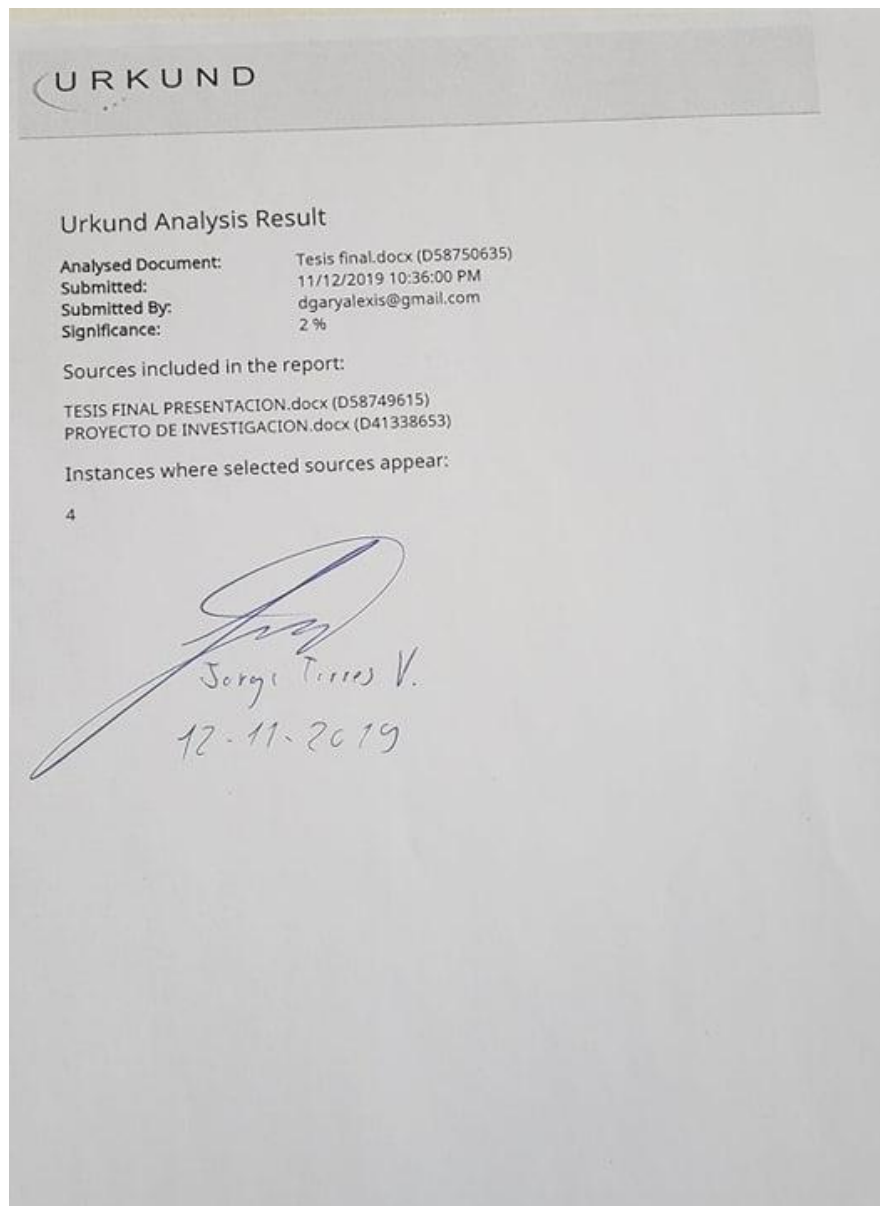 URKUND
Urkund Analysis Result
Analysed Document: Tesis final.docx (D58750635)
Submitted: 11/12/2019 10:36:00 PM
Submitted By: dgaryalexis@gmail.com
Significance: 2 %
Sources included in the report:
TESIS FINAL PRESENTACION.docx (D58749615)
PROYECTO DE INVESTIGACION.docx (D41338653)
Instances where selected sources appear:
4
Jorge Torres V.
12-11-2019